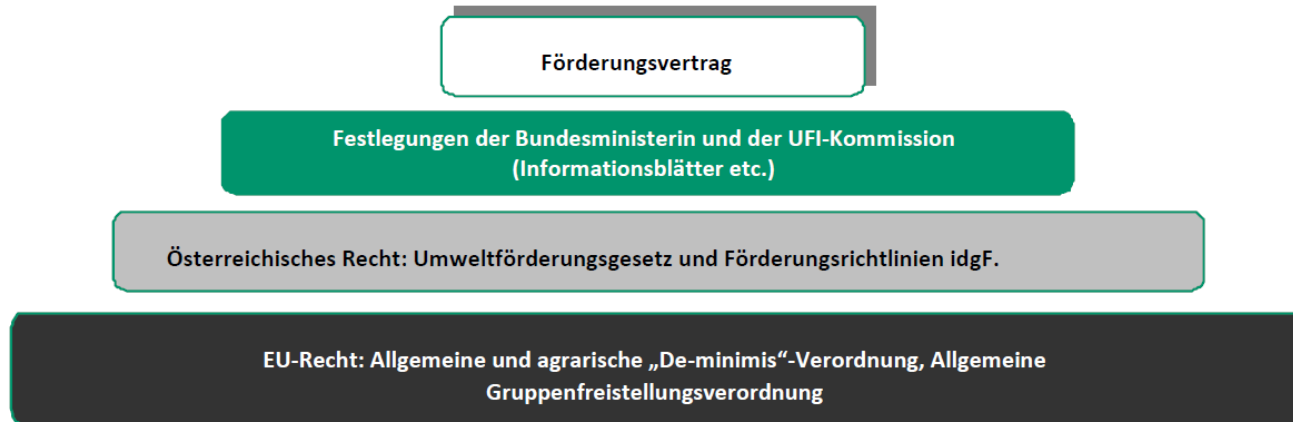 Förderungsvertrag
Festlegungen der Bundesministerin und der UFI-Kommission
(Informationsblätter etc.)
Österreichisches Recht: Umweltförderungsgesetz und Förderungsrichtlinien idgF.
EU-Recht: Allgemeine und agrarische „De-minimis“-Verordnung, Allgemeine
Gruppenfreistellungsverordnung